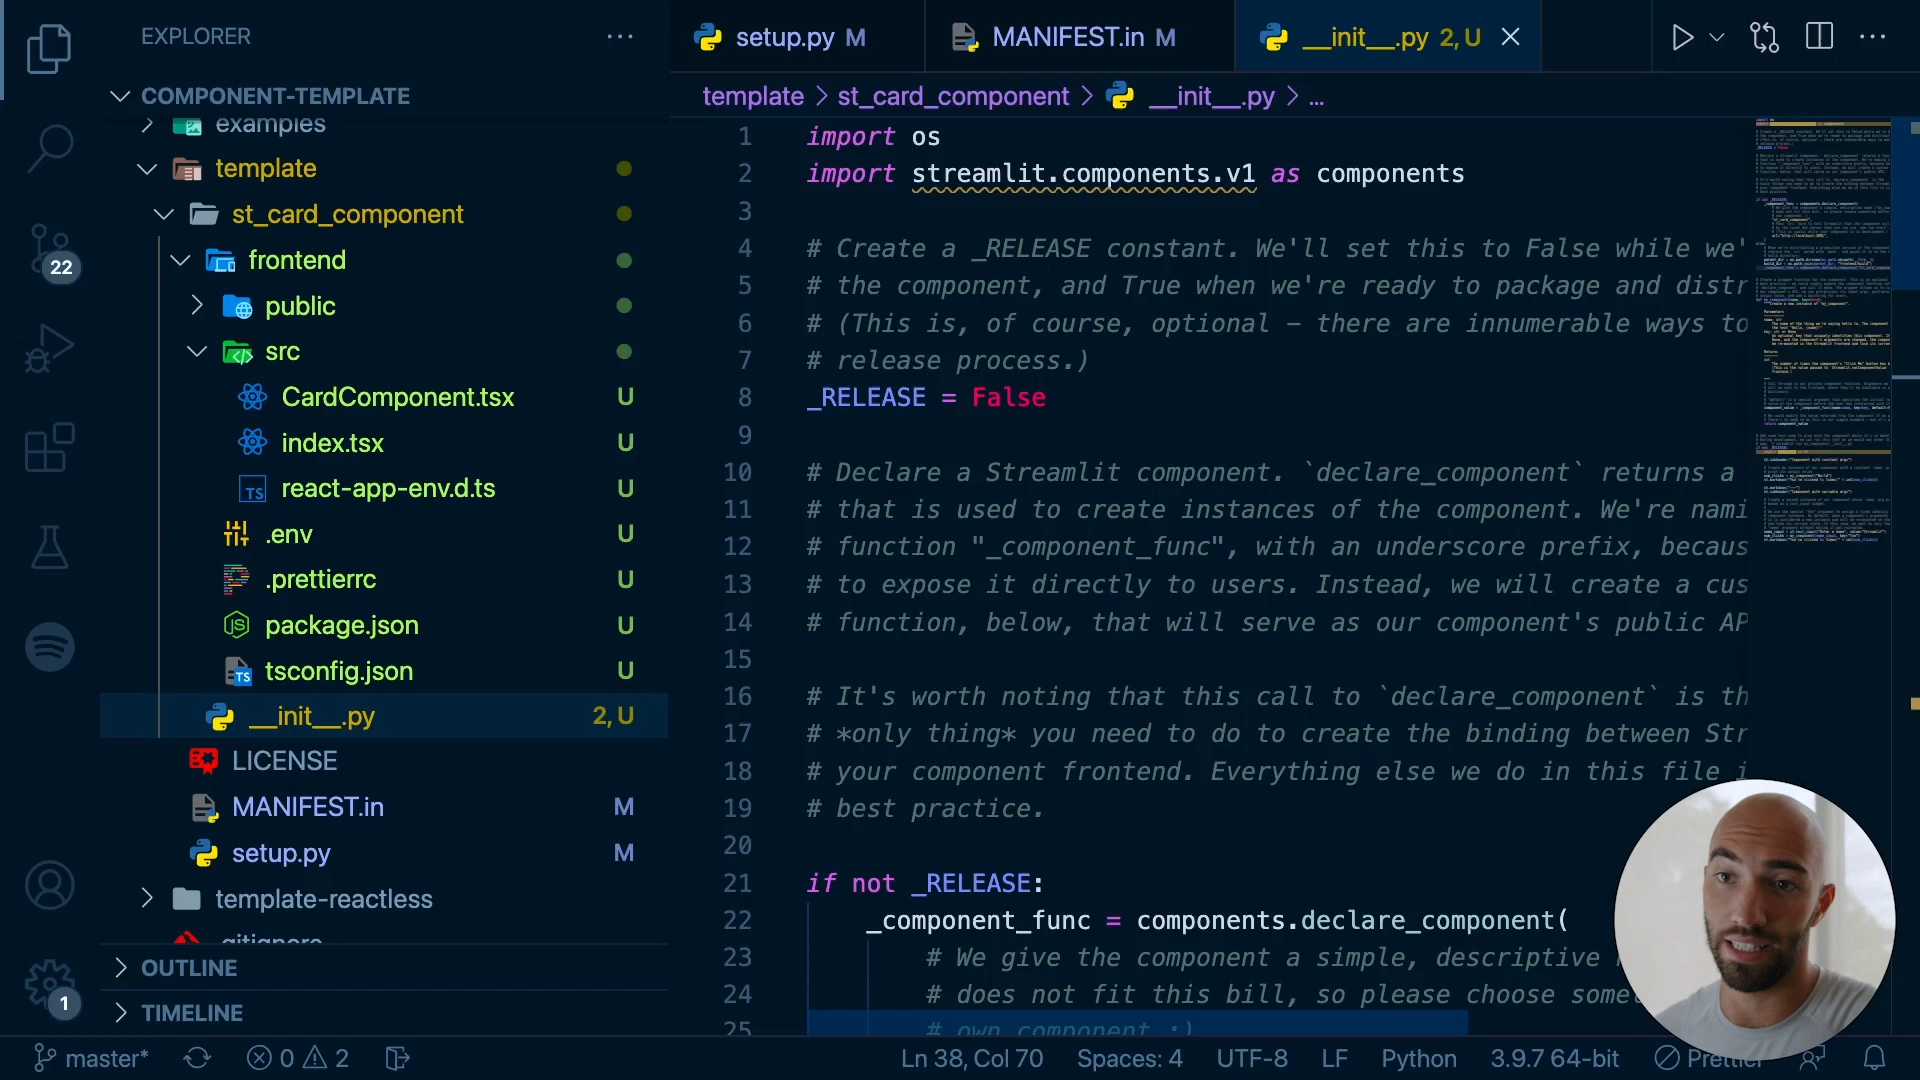 EXPLORER
COMPONENT-TEMPLATE
examples
template
st_card_component
frontend
public
src
CardComponent.tsx U
index.tsx U
TS react-app-env.d.ts U
.env U
.prettierrc U
JS package.json U
TS tsconfig.json U
__init__.py 2, U
LICENSE
MANIFEST.in M
setup.py M
template-reactless
.gitignore
OUTLINE
TIMELINE
22
1
setup.py M
MANIFEST.in M
__init__.py 2, U
template > st_card_component > __init__.py > ...
1 import os
2 import streamlit.components.v1 as components
3
4 # Create a _RELEASE constant. We'll set this to False while we'
5 # the component, and True when we're ready to package and distr
6 # (This is, of course, optional – there are innumerable ways to
7 # release process.)
8 _RELEASE = False
9
10 # Declare a Streamlit component. `declare_component` returns a
11 # that is used to create instances of the component. We're nami
12 # function "_component_func", with an underscore prefix, becaus
13 # to expose it directly to users. Instead, we will create a cus
14 # function, below, that will serve as our component's public AP
15
16 # It's worth noting that this call to `declare_component` is th
17 # *only thing* you need to do to create the binding between Str
18 # your component frontend. Everything else we do in this file i
19 # best practice.
20
21 if not _RELEASE:
22 _component_func = components.declare_component(
23 # We give the component a simple, descriptive
24 # does not fit this bill, so please choose some
25 # own component :)
master* 0 2 Ln 38, Col 70 Spaces: 4 UTF-8 LF Python 3.9.7 64-bit Prettier